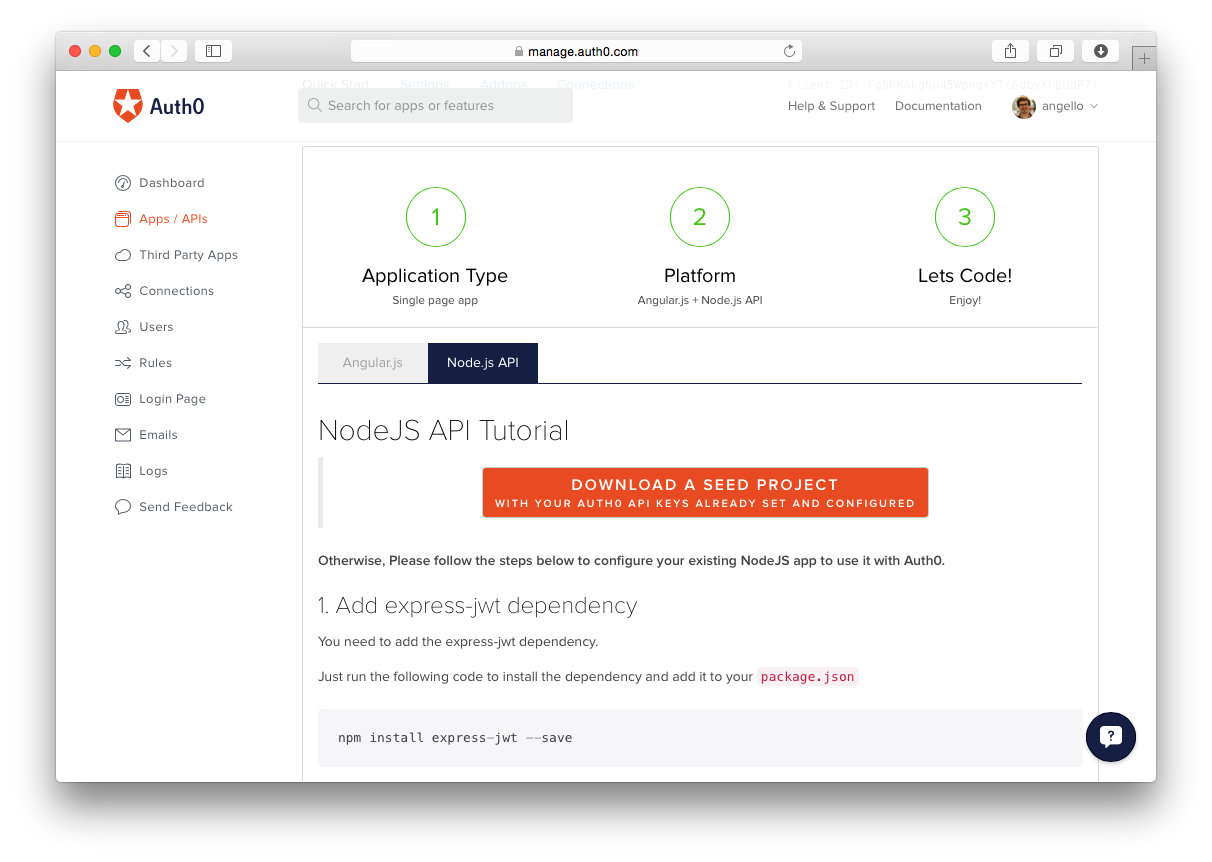 manage.auth0.com
Quick Start Settings Addons Connections
Auth0
Search for apps or features
Help & Support
Documentation
angello
Dashboard
Apps / APIs
Third Party Apps
Connections
Users
Rules
Login Page
Emails
Logs
Send Feedback
1
Application Type
Single page app
2
Platform
Angular.js + Node.js API
3
Lets Code!
Enjoy!
Angular.js
Node.js API
NodeJS API Tutorial
DOWNLOAD A SEED PROJECT
WITH YOUR AUTH0 API KEYS ALREADY SET AND CONFIGURED
Otherwise, Please follow the steps below to configure your existing NodeJS app to use it with Auth0.
1. Add express-jwt dependency
You need to add the express-jwt dependency.
Just run the following code to install the dependency and add it to your package.json
npm install express-jwt --save
?